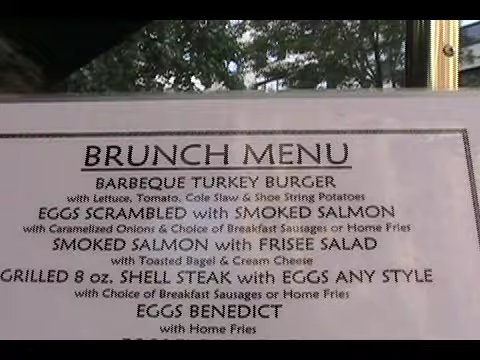 BRUNCH MENU
BARBEQUE TURKEY BURGER
with Lettuce, Tomato, Cole Slaw & Shoe String Potatoes
EGGS SCRAMBLED with SMOKED SALMON
with Caramelized Onions & Choice of Breakfast Sausages or Home Fries
SMOKED SALMON with FRISEE SALAD
with Toasted Bagel & Cream Cheese
GRILLED 8 oz. SHELL STEAK with EGGS ANY STYLE
with Choice of Breakfast Sausages or Home Fries
EGGS BENEDICT
with Home Fries